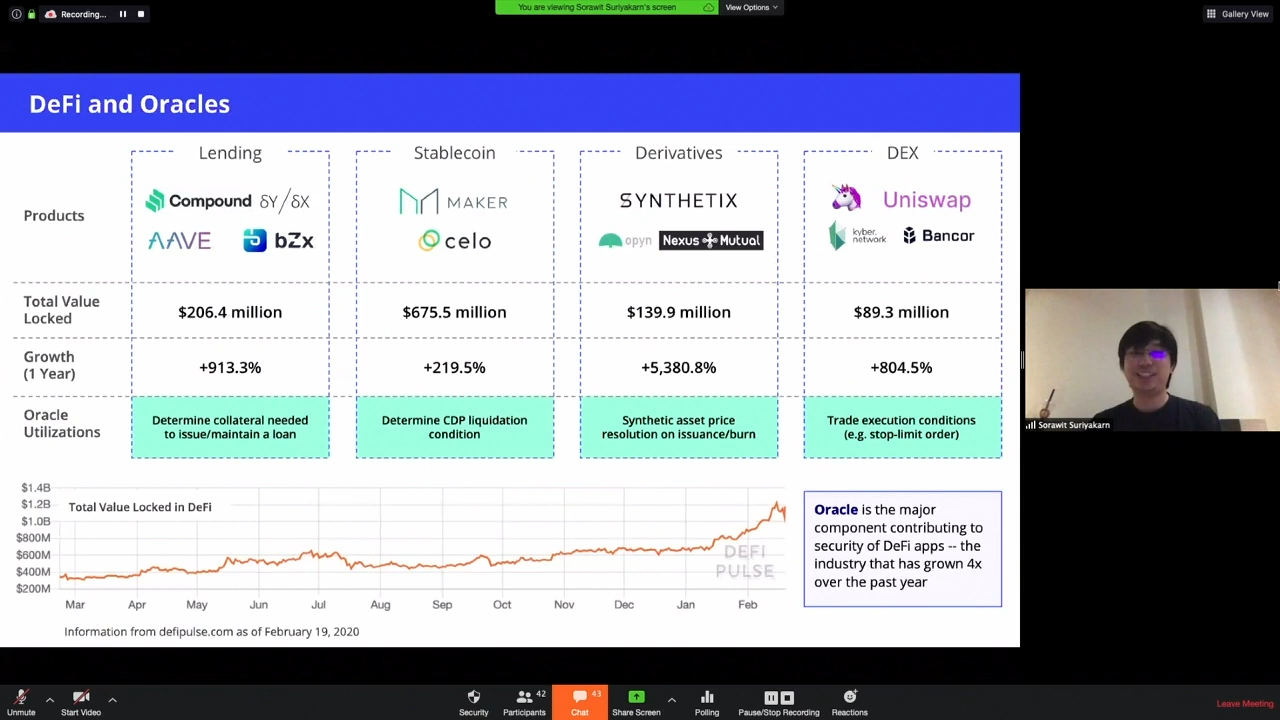 Recording...
You are viewing Sorawit Suriyakarn's screen
View Options
Gallery View
DeFi and Oracles
Lending
Stablecoin
Derivatives
DEX
Products
Compound
δY/δX
AAVE
bZx
MAKER
celo
SYNTHETIX
opyn
Nexus Mutual
Uniswap
kyber.
network
Bancor
Total Value
Locked
$206.4 million
$675.5 million
$139.9 million
$89.3 million
Growth
(1 Year)
+913.3%
+219.5%
+5,380.8%
+804.5%
Oracle
Utilizations
Determine collateral needed
to issue/maintain a loan
Determine CDP liquidation
condition
Synthetic asset price
resolution on issuance/burn
Trade execution conditions
(e.g. stop-limit order)
Sorawit Suriyakarn
$1.4B
$1.2B
$1.0B
$800M
$600M
$400M
$200M
Total Value Locked in DeFi
DEFI
PULSE
Mar Apr May Jun Jul Aug Sep Oct Nov Dec Jan Feb
Oracle is the major
component contributing to
security of DeFi apps -- the
industry that has grown 4x
over the past year
Information from defipulse.com as of February 19, 2020
Unmute
Start Video
Security
Participants
42
Chat
43
Share Screen
Polling
Pause/Stop Recording
Reactions
Leave Meeting